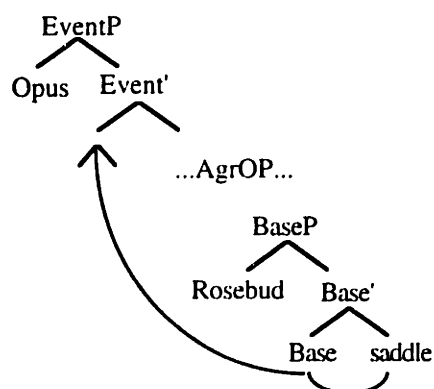 EventP
Opus Event'
...AgrOP...
BaseP
Rosebud Base'
Base saddle